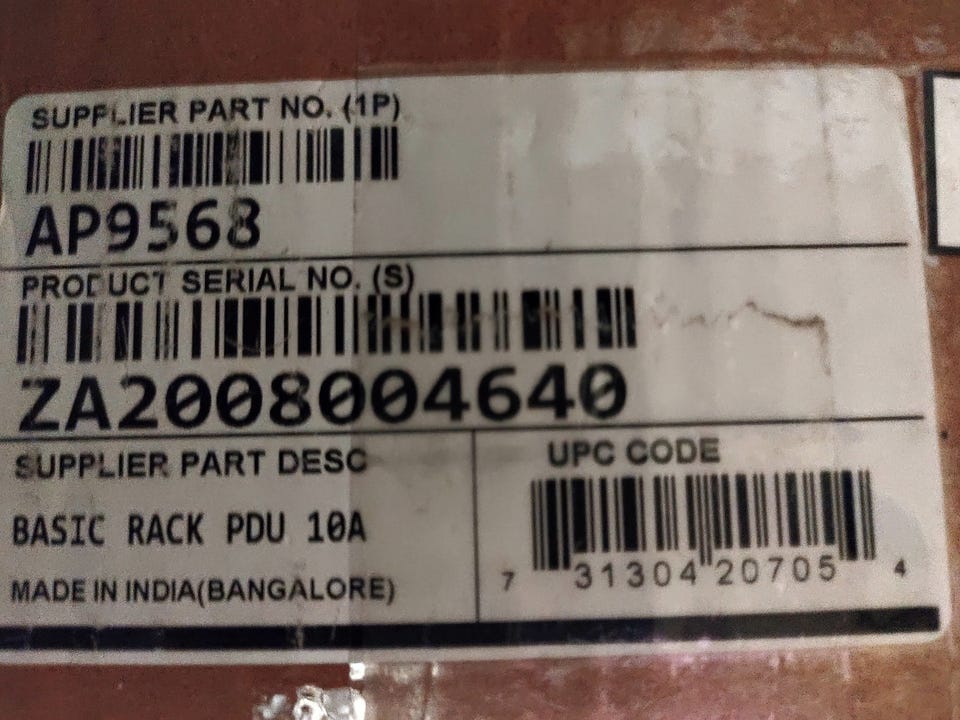 SUPPLIER PART NO. (1P)
AP9568
PRODUCT SERIAL NO. (S)
ZA2008004640
SUPPLIER PART DESC
BASIC RACK PDU 10A
MADE IN INDIA(BANGALORE)
UPC CODE
7 31304 20705 4